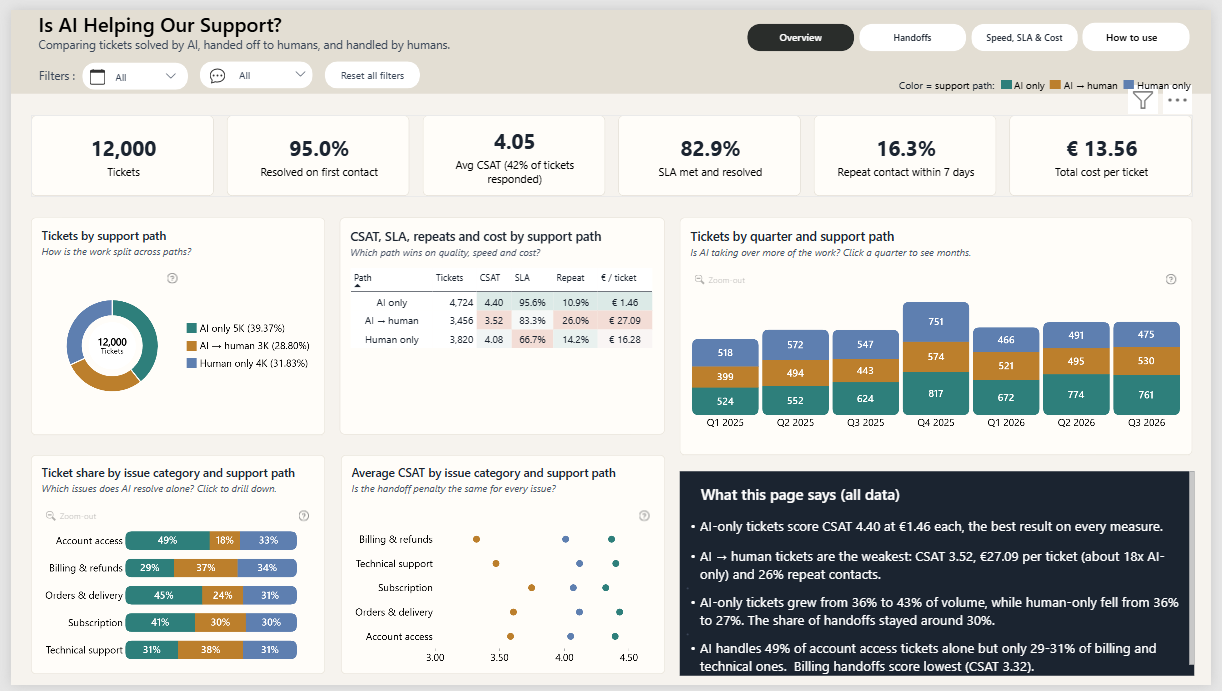 Is AI Helping Our Support?
Comparing tickets solved by AI, handed off to humans, and handled by humans.
Overview
Handoffs
Speed, SLA & Cost
How to use
Filters :
All
All
Reset all filters
Color = support path: AI only AI → human Human only
12,000
Tickets
95.0%
Resolved on first contact
4.05
Avg CSAT (42% of tickets
responded)
82.9%
SLA met and resolved
16.3%
Repeat contact within 7 days
€ 13.56
Total cost per ticket
Tickets by support path
How is the work split across paths?
?
12,000
Tickets
AI only 5K (39.37%)
AI → human 3K (28.80%)
Human only 4K (31.83%)
CSAT, SLA, repeats and cost by support path
Which path wins on quality, speed and cost?
Path Tickets CSAT SLA Repeat € / ticket
AI only 4,724 4.40 95.6% 10.9% € 1.46
AI → human 3,456 3.52 83.3% 26.0% € 27.09
Human only 3,820 4.08 66.7% 14.2% € 16.28
Tickets by quarter and support path
Is AI taking over more of the work? Click a quarter to see months.
Zoom-out
?
518 572 547 751 466 491 475
399 494 443 574 521 495 530
524 552 624 817 672 774 761
Q1 2025 Q2 2025 Q3 2025 Q4 2025 Q1 2026 Q2 2026 Q3 2026
Ticket share by issue category and support path
Which issues does AI resolve alone? Click to drill down.
Zoom-out
?
Account access 49% 18% 33%
Billing & refunds 29% 37% 34%
Orders & delivery 45% 24% 31%
Subscription 41% 30% 30%
Technical support 31% 38% 31%
Average CSAT by issue category and support path
Is the handoff penalty the same for every issue?
?
Billing & refunds
Technical support
Subscription
Orders & delivery
Account access
3.00 3.50 4.00 4.50
What this page says (all data)
• AI-only tickets score CSAT 4.40 at €1.46 each, the best result on every measure.
• AI → human tickets are the weakest: CSAT 3.52, €27.09 per ticket (about 18x AI-
only) and 26% repeat contacts.
• AI-only tickets grew from 36% to 43% of volume, while human-only fell from 36%
to 27%. The share of handoffs stayed around 30%.
• AI handles 49% of account access tickets alone but only 29-31% of billing and
technical ones. Billing handoffs score lowest (CSAT 3.32).